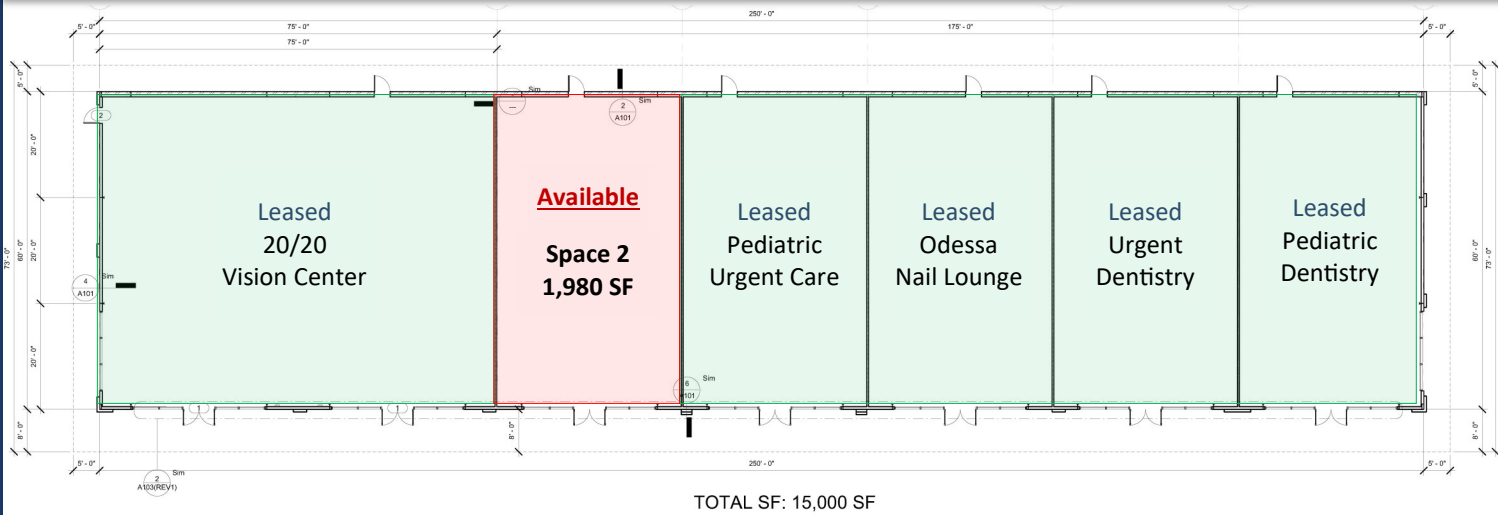 250' - 0"
5' - 0"
75' - 0"
175' - 0"
5' - 0"
75' - 0"
5' - 0"
5' - 0"
Sim
—
2
Sim
A101
2
20' - 0"
20' - 0"
20' - 0"
60' - 0"
73' - 0"
Leased
20/20
Vision Center
Available
Space 2
1,980 SF
Leased
Pediatric
Urgent Care
Leased
Odessa
Nail Lounge
Leased
Urgent
Dentistry
Leased
Pediatric
Dentistry
60' - 0"
73' - 0"
4
Sim
A101
6
Sim
A101
1
1
8' - 0"
8' - 0"
8' - 0"
5' - 0"
250' - 0"
5' - 0"
2
Sim
A103(REV1)
TOTAL SF: 15,000 SF